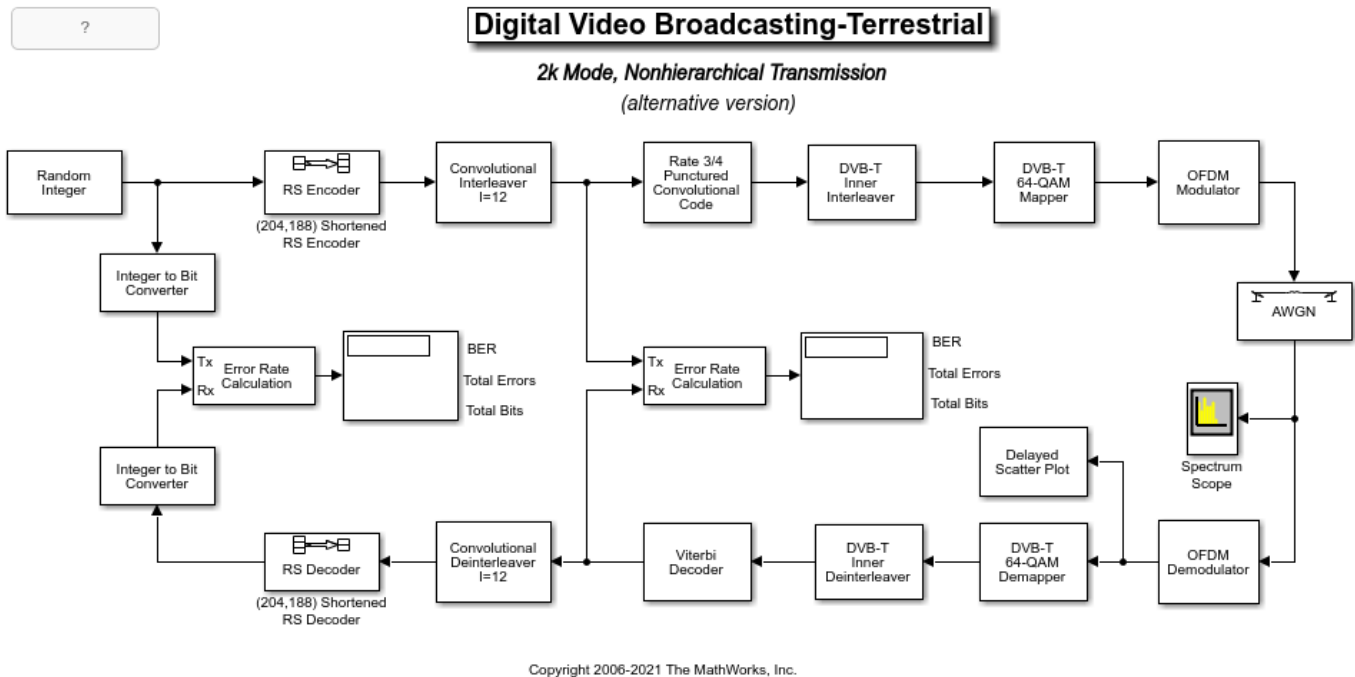 ?
Digital Video Broadcasting-Terrestrial
2k Mode, Nonhierarchical Transmission
(alternative version)
Random
Integer
RS Encoder
(204,188) Shortened
RS Encoder
Convolutional
Interleaver
I=12
Rate 3/4
Punctured
Convolutional
Code
DVB-T
Inner
Interleaver
DVB-T
64-QAM
Mapper
OFDM
Modulator
Integer to Bit
Converter
AWGN
Tx
Rx
Error Rate
Calculation
BER
Total Errors
Total Bits
Tx
Rx
Error Rate
Calculation
BER
Total Errors
Total Bits
Spectrum
Scope
Delayed
Scatter Plot
Integer to Bit
Converter
RS Decoder
(204,188) Shortened
RS Decoder
Convolutional
Deinterleaver
I=12
Viterbi
Decoder
DVB-T
Inner
Deinterleaver
DVB-T
64-QAM
Demapper
OFDM
Demodulator
Copyright 2006-2021 The MathWorks, Inc.